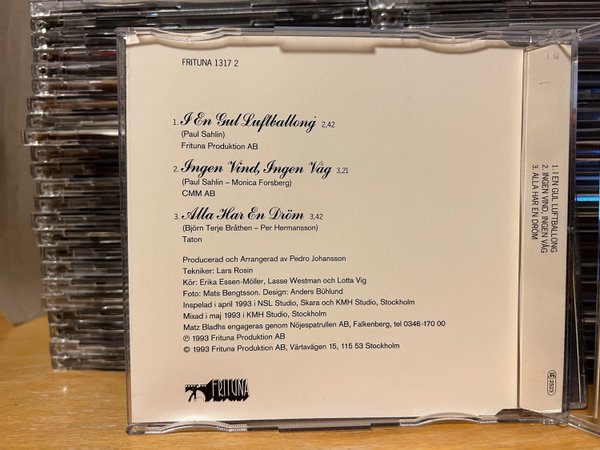 FRITUNA 1317 2
1. I En Gul Luftballong 2,42
(Paul Sahlin)
Frituna Produktion AB
2. Ingen Vind, Ingen Våg 3,21
(Paul Sahlin – Monica Forsberg)
CMM AB
3. Alla Har En Dröm 3,42
(Björn Terje Bråthen – Per Hermansson)
Taton
Producerad och Arrangerad av Pedro Johansson
Tekniker: Lars Rosin
Kör: Erika Essen-Möller, Lasse Westman och Lotta Vig
Foto: Mats Bengtsson. Design: Anders Bühlund
Inspelad i april 1993 i NSL Studio, Skara och KMH Studio, Stockholm
Mixad i maj 1993 i KMH Studio, Stockholm
Matz Bladhs engageras genom Nöjespatrullen AB, Falkenberg, tel 0346-170 00
℗ 1993 Frituna Produktion AB
© 1993 Frituna Produktion AB, Värtavägen 15, 115 53 Stockholm
FRITUNA
1. I EN GUL LUFTBALLONG
2. INGEN VIND, INGEN VÅG
3. ALLA HAR EN DRÖM